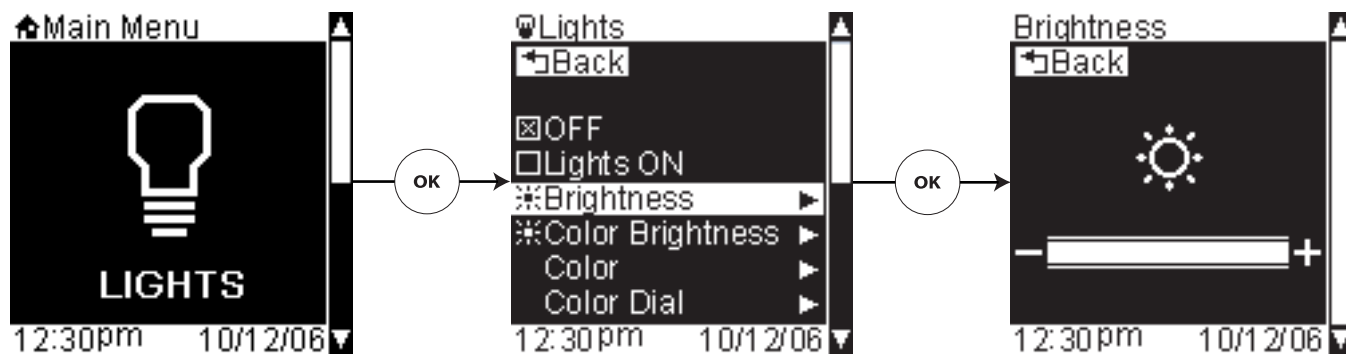 Main Menu
LIGHTS
12:30pm 10/12/06
OK
Lights
Back
OFF
Lights ON
Brightness
Color Brightness
Color
Color Dial
12:30pm 10/12/06
OK
Brightness
Back
- +
12:30pm 10/12/06